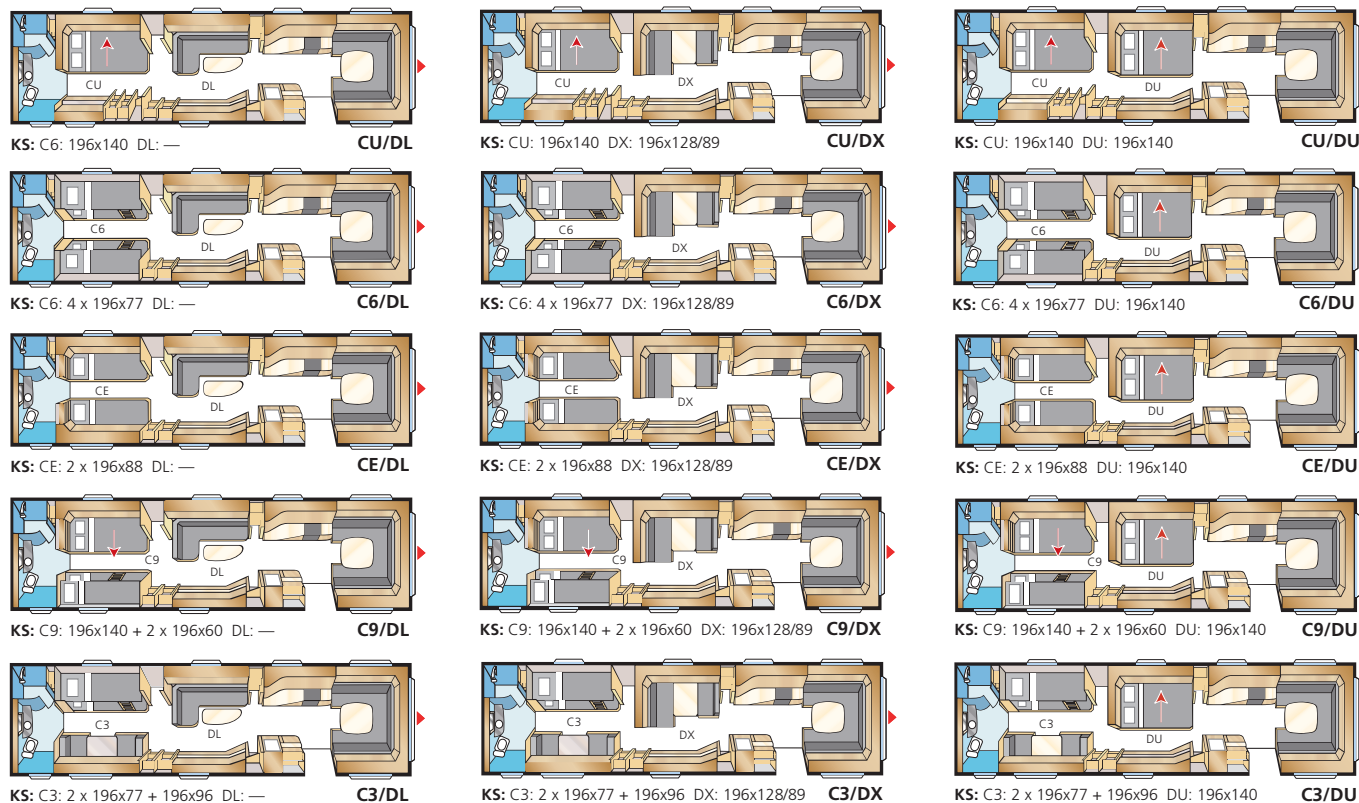 CU DL
KS: C6: 196x140 DL: — CU/DL
CU DX
KS: CU: 196x140 DX: 196x128/89 CU/DX
CU DU
KS: CU: 196x140 DU: 196x140 CU/DU
C6 DL
KS: C6: 4 x 196x77 DL: — C6/DL
C6 DX
KS: C6: 4 x 196x77 DX: 196x128/89 C6/DX
C6 DU
KS: C6: 4 x 196x77 DU: 196x140 C6/DU
CE DL
KS: CE: 2 x 196x88 DL: — CE/DL
CE DX
KS: CE: 2 x 196x88 DX: 196x128/89 CE/DX
CE DU
KS: CE: 2 x 196x88 DU: 196x140 CE/DU
C9 DL
KS: C9: 196x140 + 2 x 196x60 DL: — C9/DL
C9 DX
KS: C9: 196x140 + 2 x 196x60 DX: 196x128/89 C9/DX
C9 DU
KS: C9: 196x140 + 2 x 196x60 DU: 196x140 C9/DU
C3 DL
KS: C3: 2 x 196x77 + 196x96 DL: — C3/DL
C3 DX
KS: C3: 2 x 196x77 + 196x96 DX: 196x128/89 C3/DX
C3 DU
KS: C3: 2 x 196x77 + 196x96 DU: 196x140 C3/DU